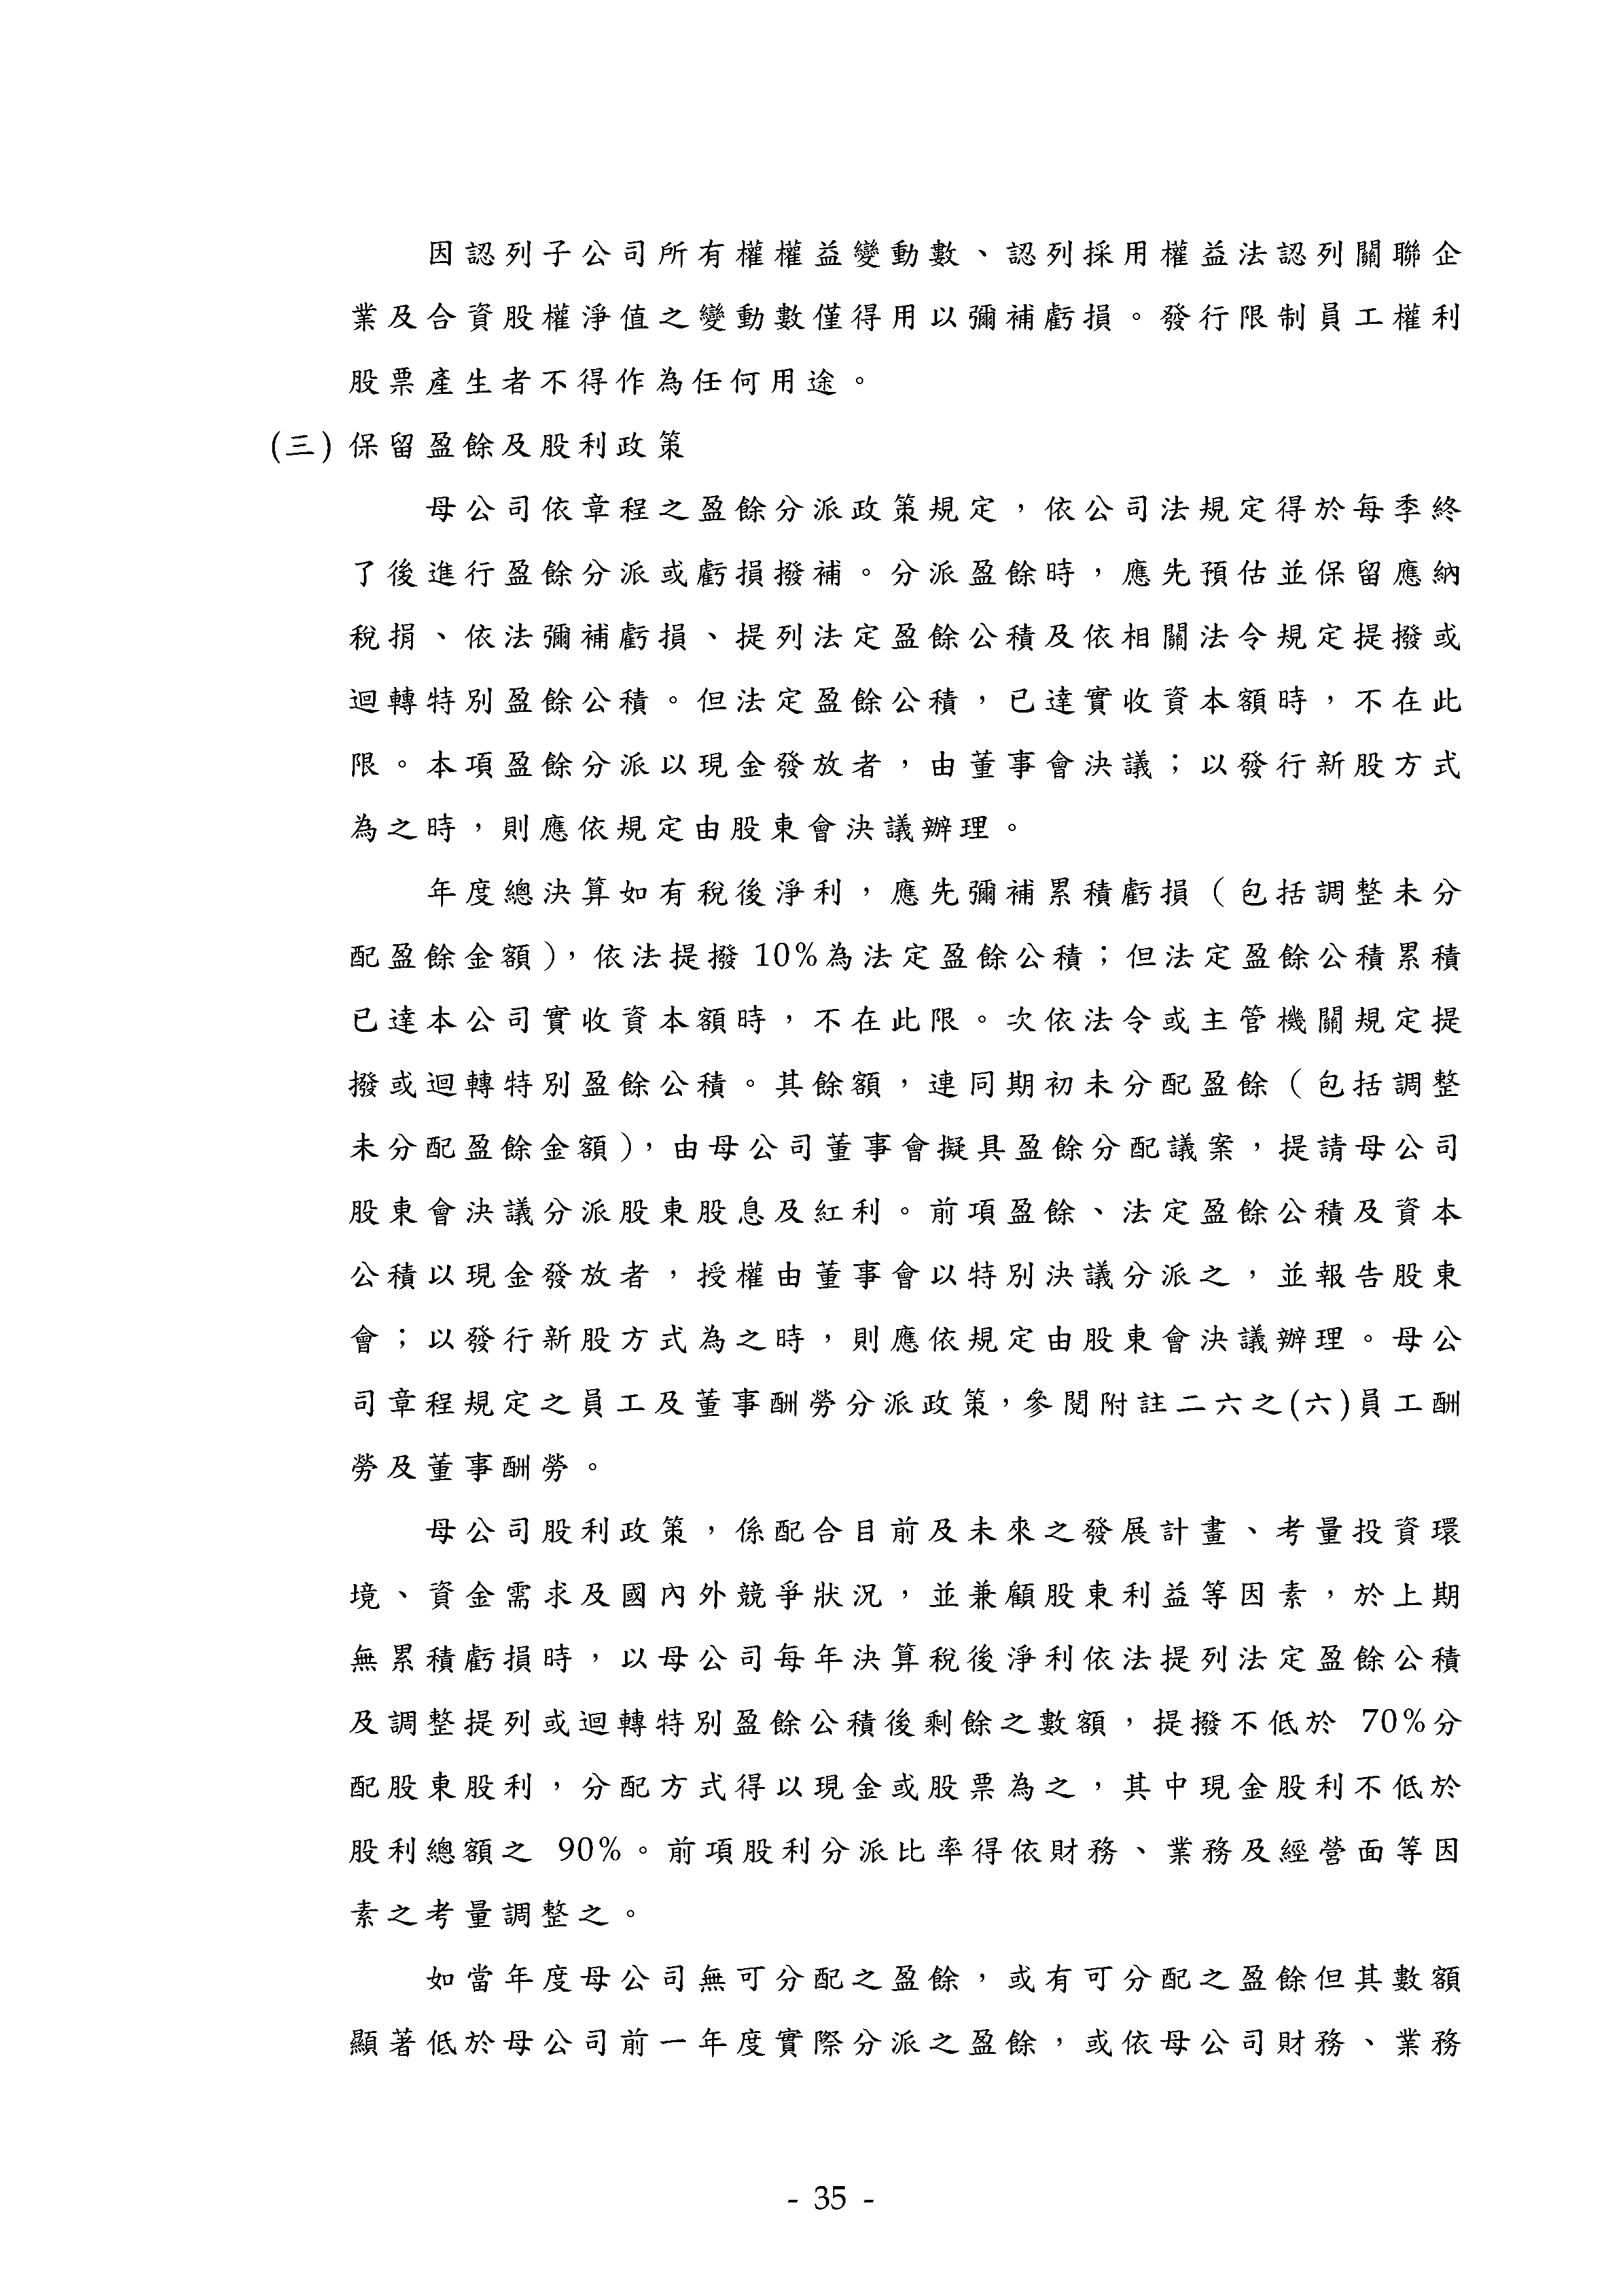 因認列子公司所有權權益變動數、認列採用權益法認列關聯企
業及合資股權淨值之變動數僅得用以彌補虧損。發行限制員工權利
股票產生者不得作為任何用途。
(三) 保留盈餘及股利政策
母公司依章程之盈餘分派政策規定，依公司法規定得於每季終
了後進行盈餘分派或虧損撥補。分派盈餘時，應先預估並保留應納
稅捐、依法彌補虧損、提列法定盈餘公積及依相關法令規定提撥或
迴轉特別盈餘公積。但法定盈餘公積，已達實收資本額時，不在此
限。本項盈餘分派以現金發放者，由董事會決議；以發行新股方式
為之時，則應依規定由股東會決議辦理。
年度總決算如有稅後淨利，應先彌補累積虧損（包括調整未分
配盈餘金額），依法提撥 10%為法定盈餘公積；但法定盈餘公積累積
已達本公司實收資本額時，不在此限。次依法令或主管機關規定提
撥或迴轉特別盈餘公積。其餘額，連同期初未分配盈餘（包括調整
未分配盈餘金額），由母公司董事會擬具盈餘分配議案，提請母公司
股東會決議分派股東股息及紅利。前項盈餘、法定盈餘公積及資本
公積以現金發放者，授權由董事會以特別決議分派之，並報告股東
會；以發行新股方式為之時，則應依規定由股東會決議辦理。母公
司章程規定之員工及董事酬勞分派政策，參閱附註二六之(六)員工酬
勞及董事酬勞。
母公司股利政策，係配合目前及未來之發展計畫、考量投資環
境、資金需求及國內外競爭狀況，並兼顧股東利益等因素，於上期
無累積虧損時，以母公司每年決算稅後淨利依法提列法定盈餘公積
及調整提列或迴轉特別盈餘公積後剩餘之數額，提撥不低於 70%分
配股東股利，分配方式得以現金或股票為之，其中現金股利不低於
股利總額之 90%。前項股利分派比率得依財務、業務及經營面等因
素之考量調整之。
如當年度母公司無可分配之盈餘，或有可分配之盈餘但其數額
顯著低於母公司前一年度實際分派之盈餘，或依母公司財務、業務
- 35 -